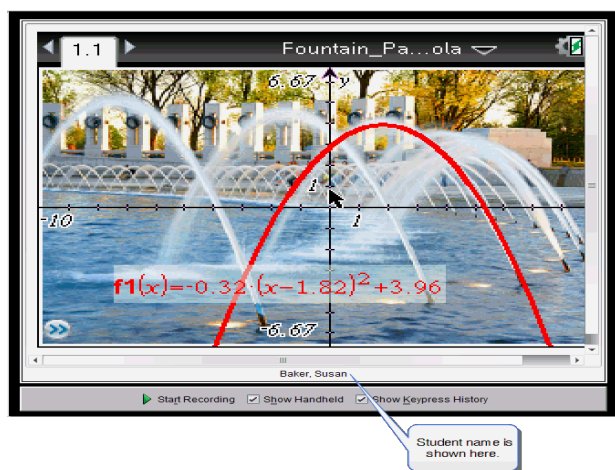 1.1
Fountain_Pa...ola
6.67 y
1
-10
1
f1(x)=-0.32·(x-1.82)²+3.96
-6.67
Baker, Susan
Start Recording Show Handheld Show Keypress History
Student name is
shown here.